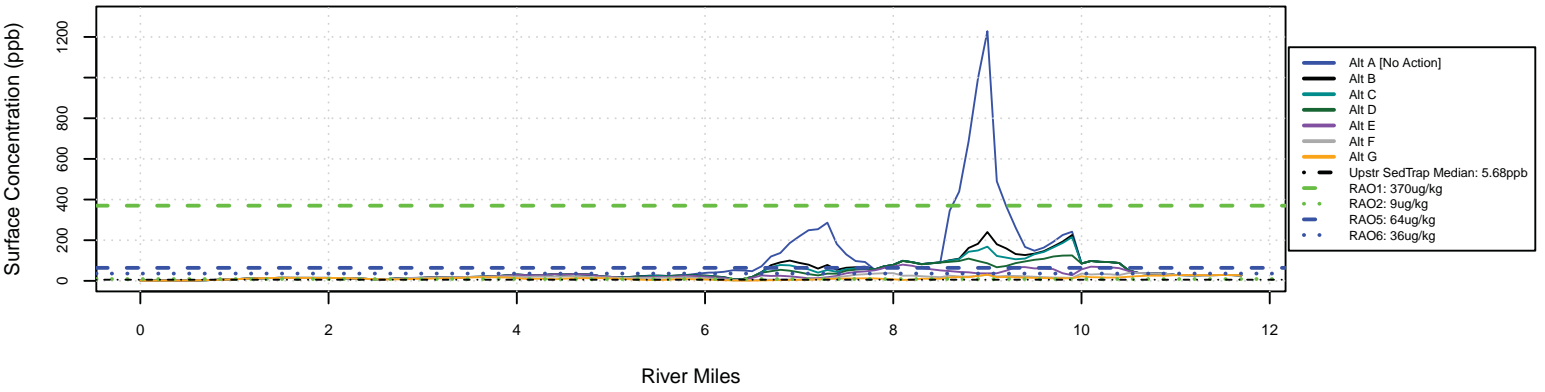 Surface Concentration (ppb)
1200
800
600
400
200
0
0
2
4
6
8
10
12
River Miles
Alt A [No Action]
Alt B
Alt C
Alt D
Alt E
Alt F
Alt G
Upstr SedTrap Median: 5.68ppb
RAO1: 370ug/kg
RAO2: 9ug/kg
RAO5: 64ug/kg
RAO6: 36ug/kg